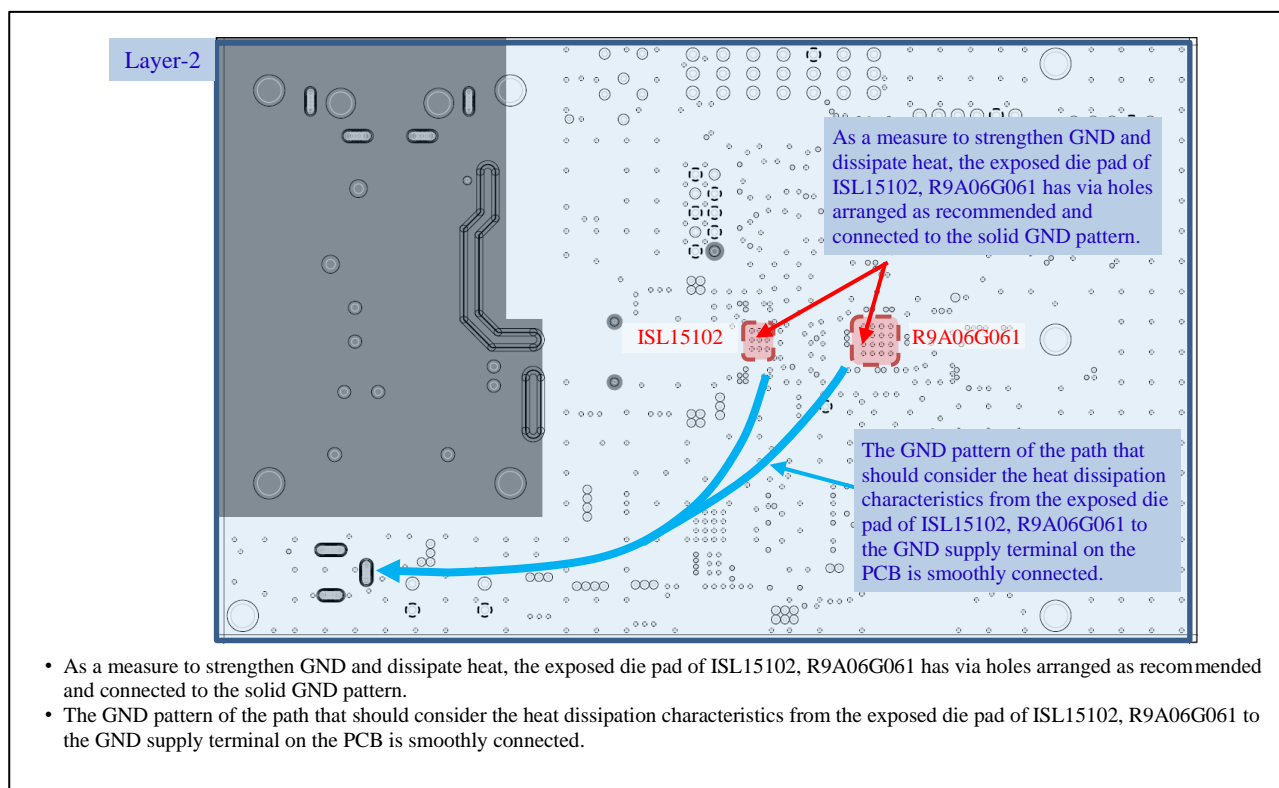 Layer-2
As a measure to strengthen GND and
dissipate heat, the exposed die pad of
ISL15102, R9A06G061 has via holes
arranged as recommended and
connected to the solid GND pattern.
ISL15102
R9A06G061
The GND pattern of the path that
should consider the heat dissipation
characteristics from the exposed die
pad of ISL15102, R9A06G061 to
the GND supply terminal on the
PCB is smoothly connected.
• As a measure to strengthen GND and dissipate heat, the exposed die pad of ISL15102, R9A06G061 has via holes arranged as recommended
and connected to the solid GND pattern.
• The GND pattern of the path that should consider the heat dissipation characteristics from the exposed die pad of ISL15102, R9A06G061 to
the GND supply terminal on the PCB is smoothly connected.